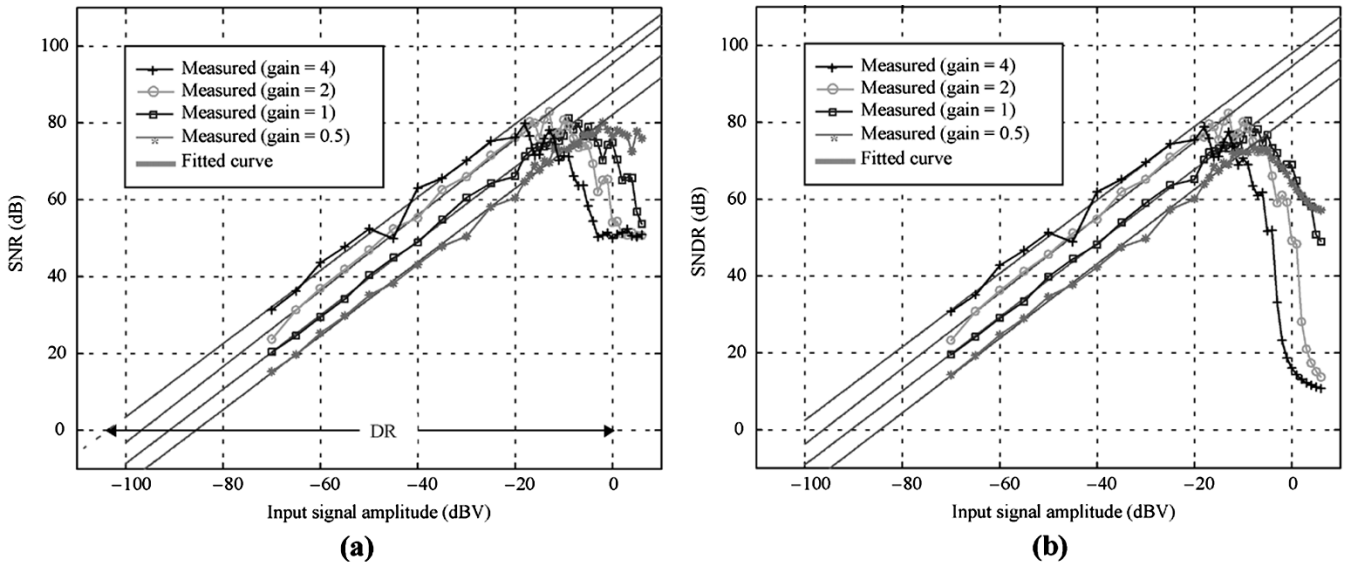 100
80
60
40
20
0
SNR (dB)
Measured (gain = 4)
Measured (gain = 2)
Measured (gain = 1)
Measured (gain = 0.5)
Fitted curve
DR
−100 −80 −60 −40 −20 0
Input signal amplitude (dBV)
(a)
100
80
60
40
20
0
SNDR (dB)
Measured (gain = 4)
Measured (gain = 2)
Measured (gain = 1)
Measured (gain = 0.5)
Fitted curve
−100 −80 −60 −40 −20 0
Input signal amplitude (dBV)
(b)